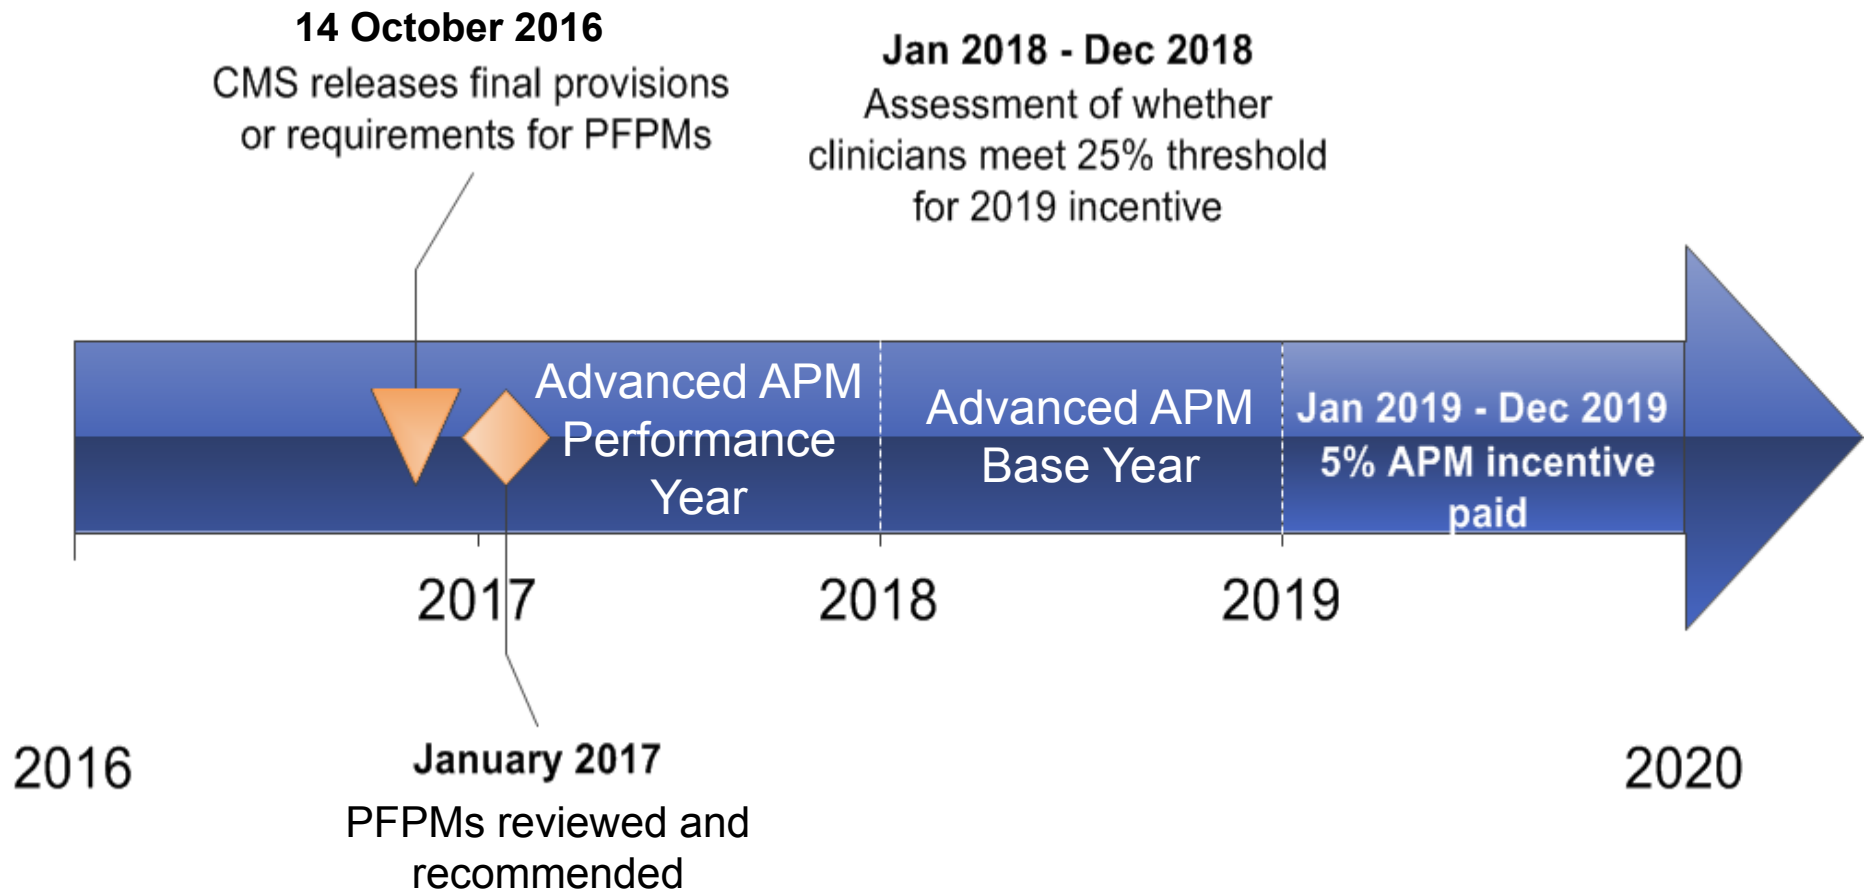 14 October 2016
CMS releases final provisions
or requirements for PFPMs
Jan 2018 - Dec 2018
Assessment of whether
clinicians meet 25% threshold
for 2019 incentive
Advanced APM
Performance
Year
Advanced APM
Base Year
Jan 2019 - Dec 2019
5% APM incentive
paid
2017
2018
2019
2016
2020
January 2017
PFPMs reviewed and
recommended